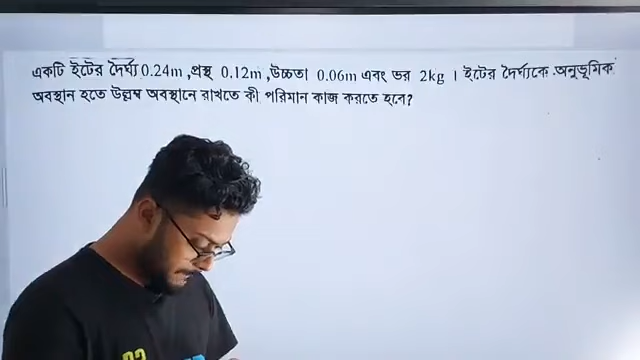 একটি ইটের দৈর্ঘ্য 0.24m ,প্রস্থ 0.12m ,উচ্চতা 0.06m এবং ভর 2kg । ইটের দৈর্ঘ্যকে অনুভূমিক
অবস্থান হতে উল্লম্ব অবস্থানে রাখতে কী পরিমান কাজ করতে হবে?